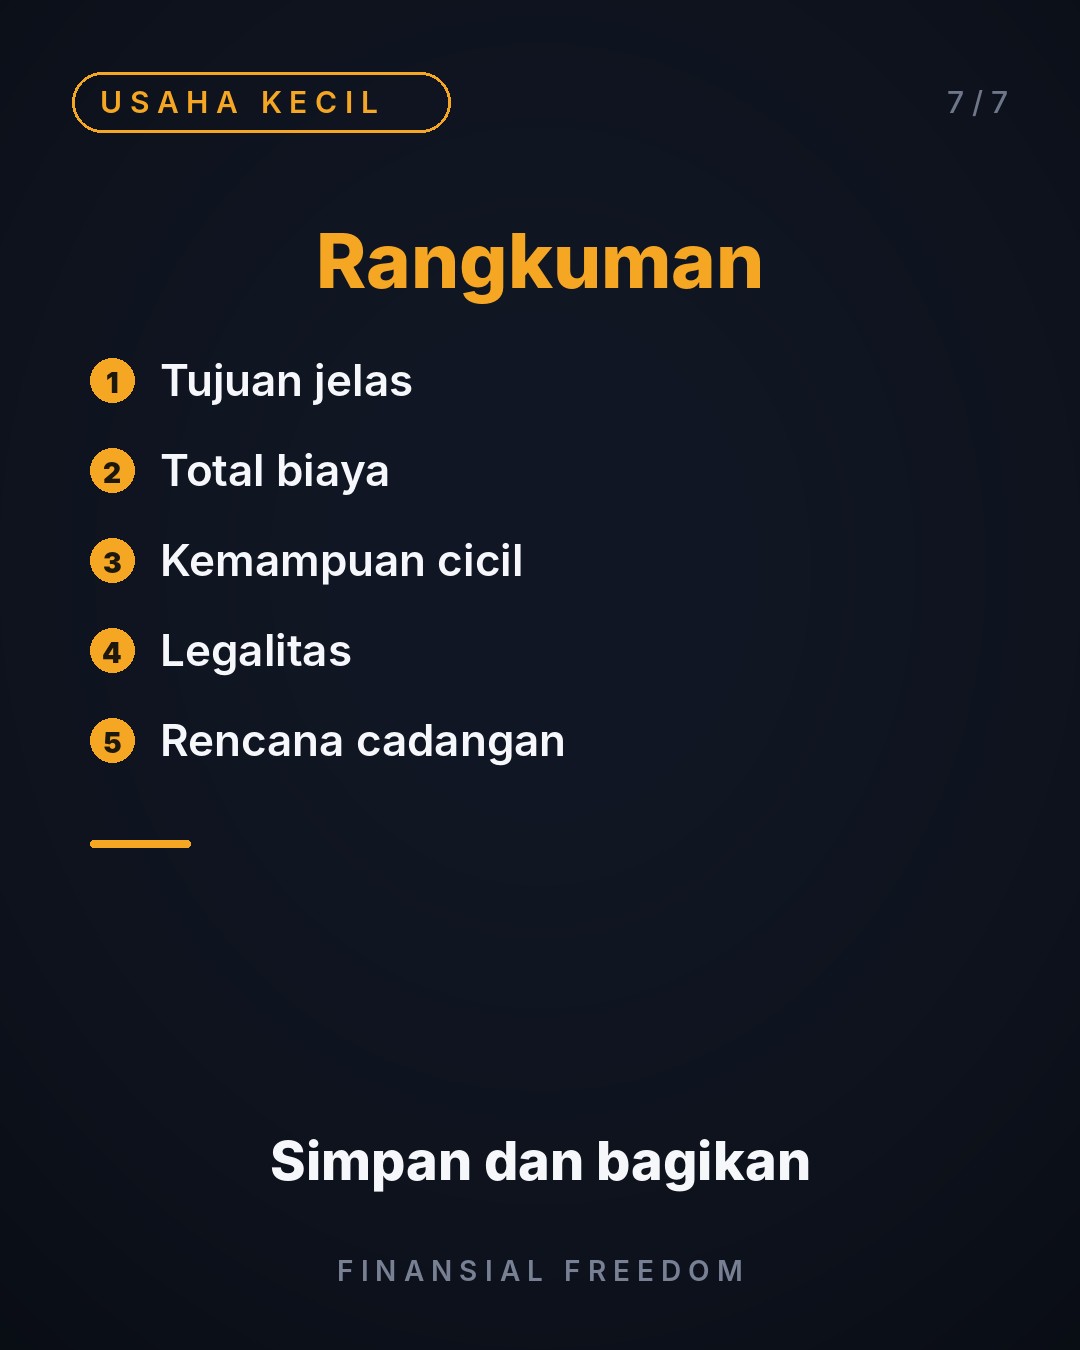 USAHA KECIL
7/7
Rangkuman
1 Tujuan jelas
2 Total biaya
3 Kemampuan cicil
4 Legalitas
5 Rencana cadangan
Simpan dan bagikan
FINANSIAL FREEDOM